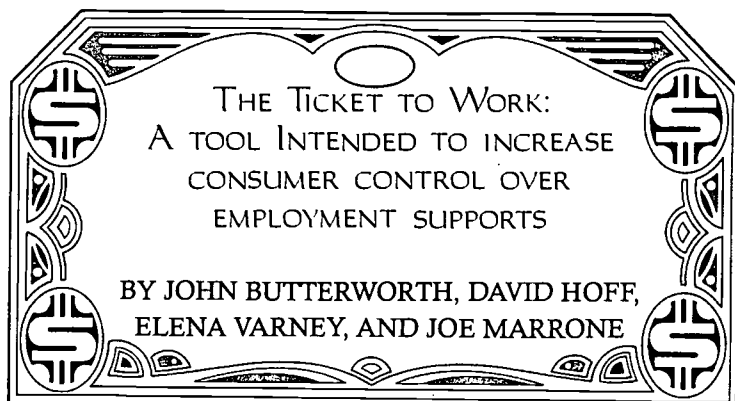 THE TICKET TO WORK:
A TOOL INTENDED TO INCREASE
CONSUMER CONTROL OVER
EMPLOYMENT SUPPORTS
BY JOHN BUTTERWORTH, DAVID HOFF,
ELENA VARNEY, AND JOE MARRONE